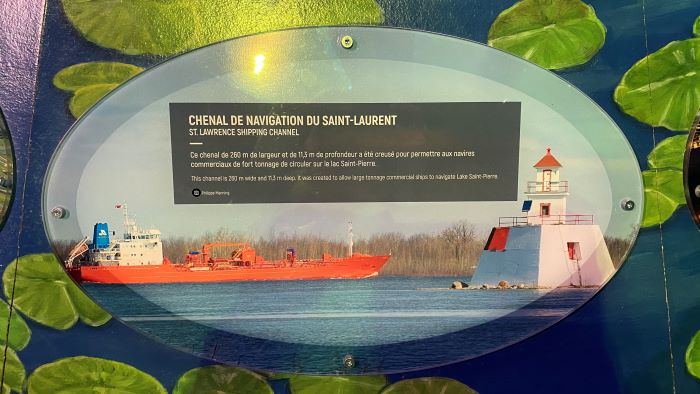 CHENAL DE NAVIGATION DU SAINT-LAURENT
ST. LAWRENCE SHIPPING CHANNEL
Ce chenal de 260 m de largeur et de 11,3 m de profondeur a été creusé pour permettre aux navires
commerciaux de fort tonnage de circuler sur le lac Saint-Pierre.
This channel is 260 m wide and 11.3 m deep. It was created to allow large tonnage commercial ships to navigate Lake Saint-Pierre.
Philippe Manning